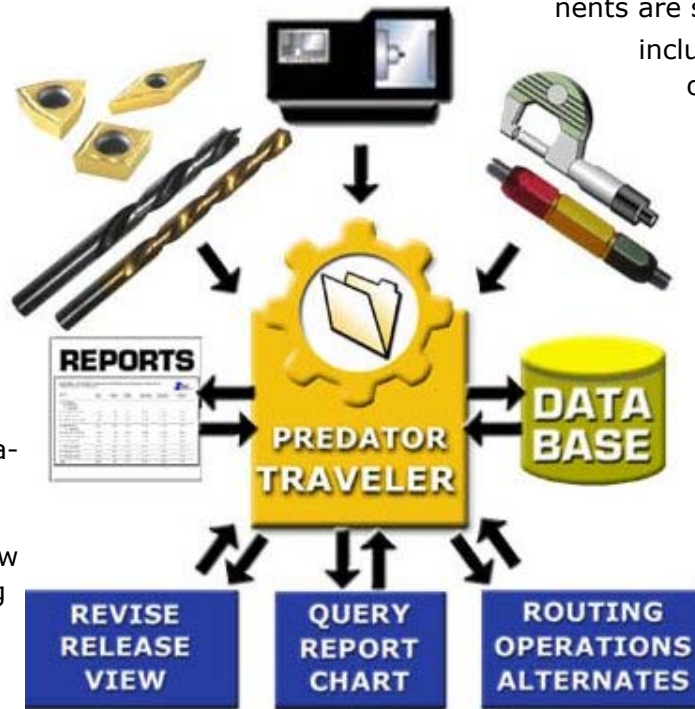 nents are s
inclu
REPORTS
PREDATOR
TRAVELER
DATA
BASE
a-
w
g
REVISE
RELEASE
VIEW
QUERY
REPORT
CHART
ROUTING
OPERATIONS
ALTERNATES